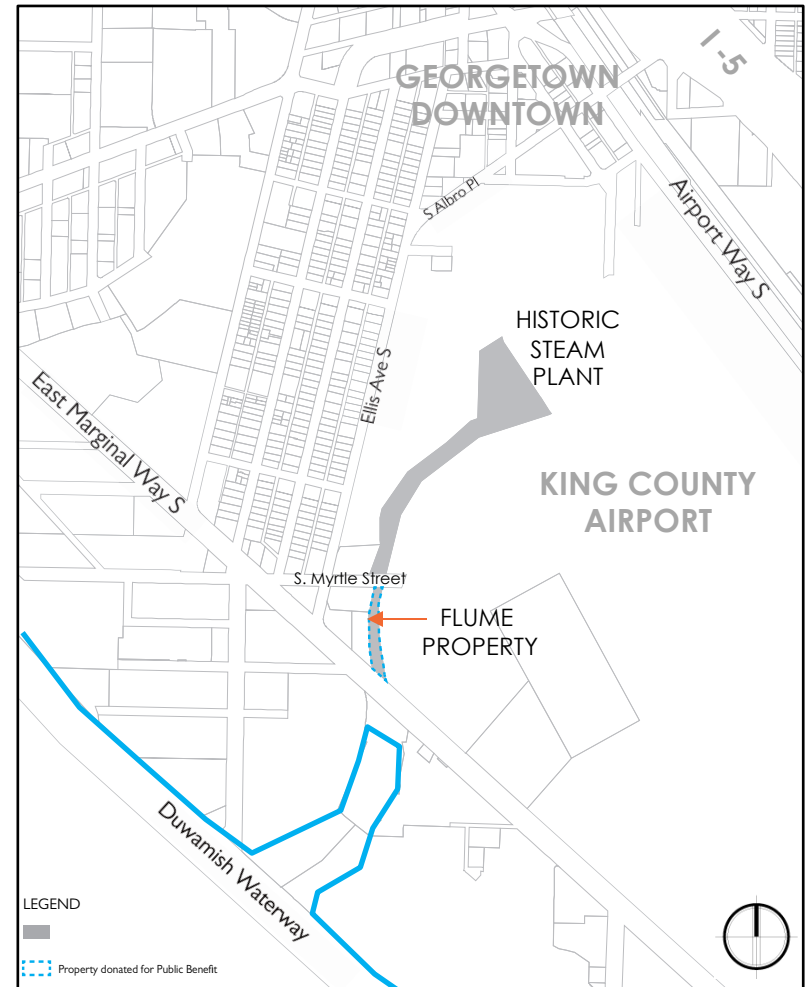 I-5
GEORGETOWN
DOWNTOWN
S Albro Pl
Airport Way S
HISTORIC
STEAM
PLANT
Ellis Ave S
East Marginal Way S
KING COUNTY
AIRPORT
S. Myrtle Street
FLUME
PROPERTY
Duwamish Waterway
LEGEND
Property donated for Public Benefit